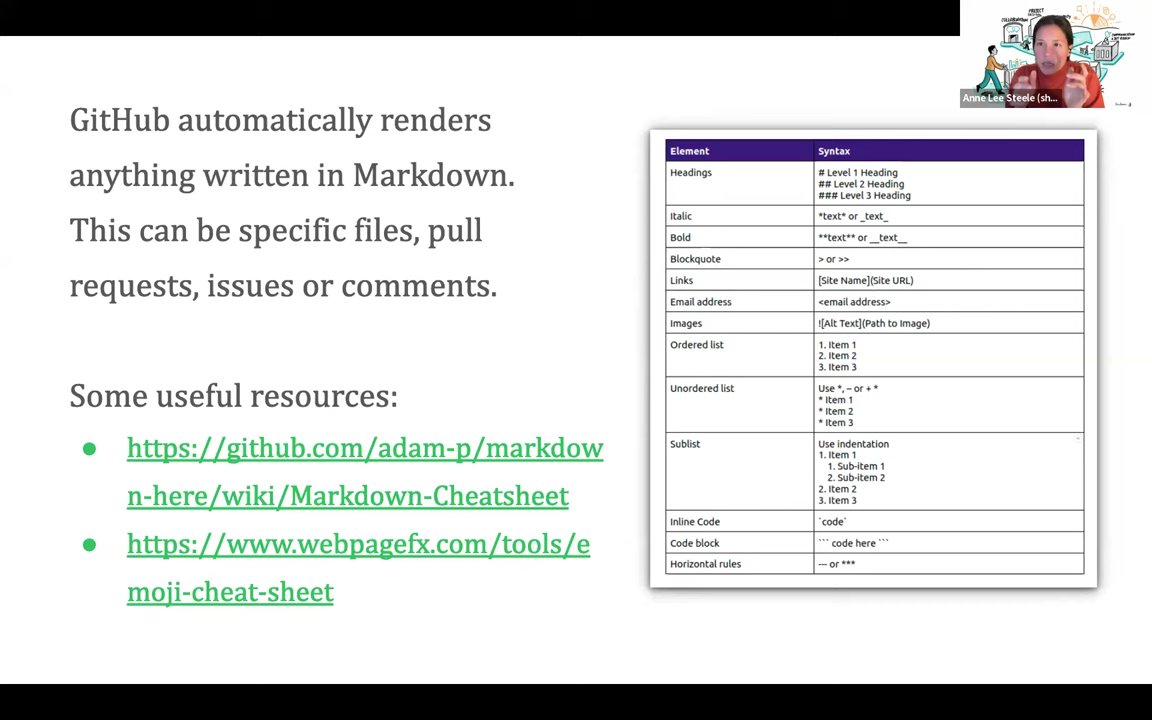 COLLABORATION
PROJECT
Anne Lee Steele (sh...
GitHub automatically renders
anything written in Markdown.
This can be specific files, pull
requests, issues or comments.
Some useful resources:
● https://github.com/adam-p/markdow
n-here/wiki/Markdown-Cheatsheet
● https://www.webpagefx.com/tools/e
moji-cheat-sheet
Element Syntax
Headings # Level 1 Heading
## Level 2 Heading
### Level 3 Heading
Italic *text* or _text_
Bold **text** or __text__
Blockquote > or >>
Links [Site Name](Site URL)
Email address <email address>
Images ![Alt Text](Path to Image)
Ordered list 1. Item 1
2. Item 2
3. Item 3
Unordered list Use *, – or + *
* Item 1
* Item 2
* Item 3
Sublist Use indentation
1. Item 1
1. Sub-item 1
2. Sub-item 2
2. Item 2
3. Item 3
Inline Code `code`
Code block ``` code here ```
Horizontal rules --- or ***